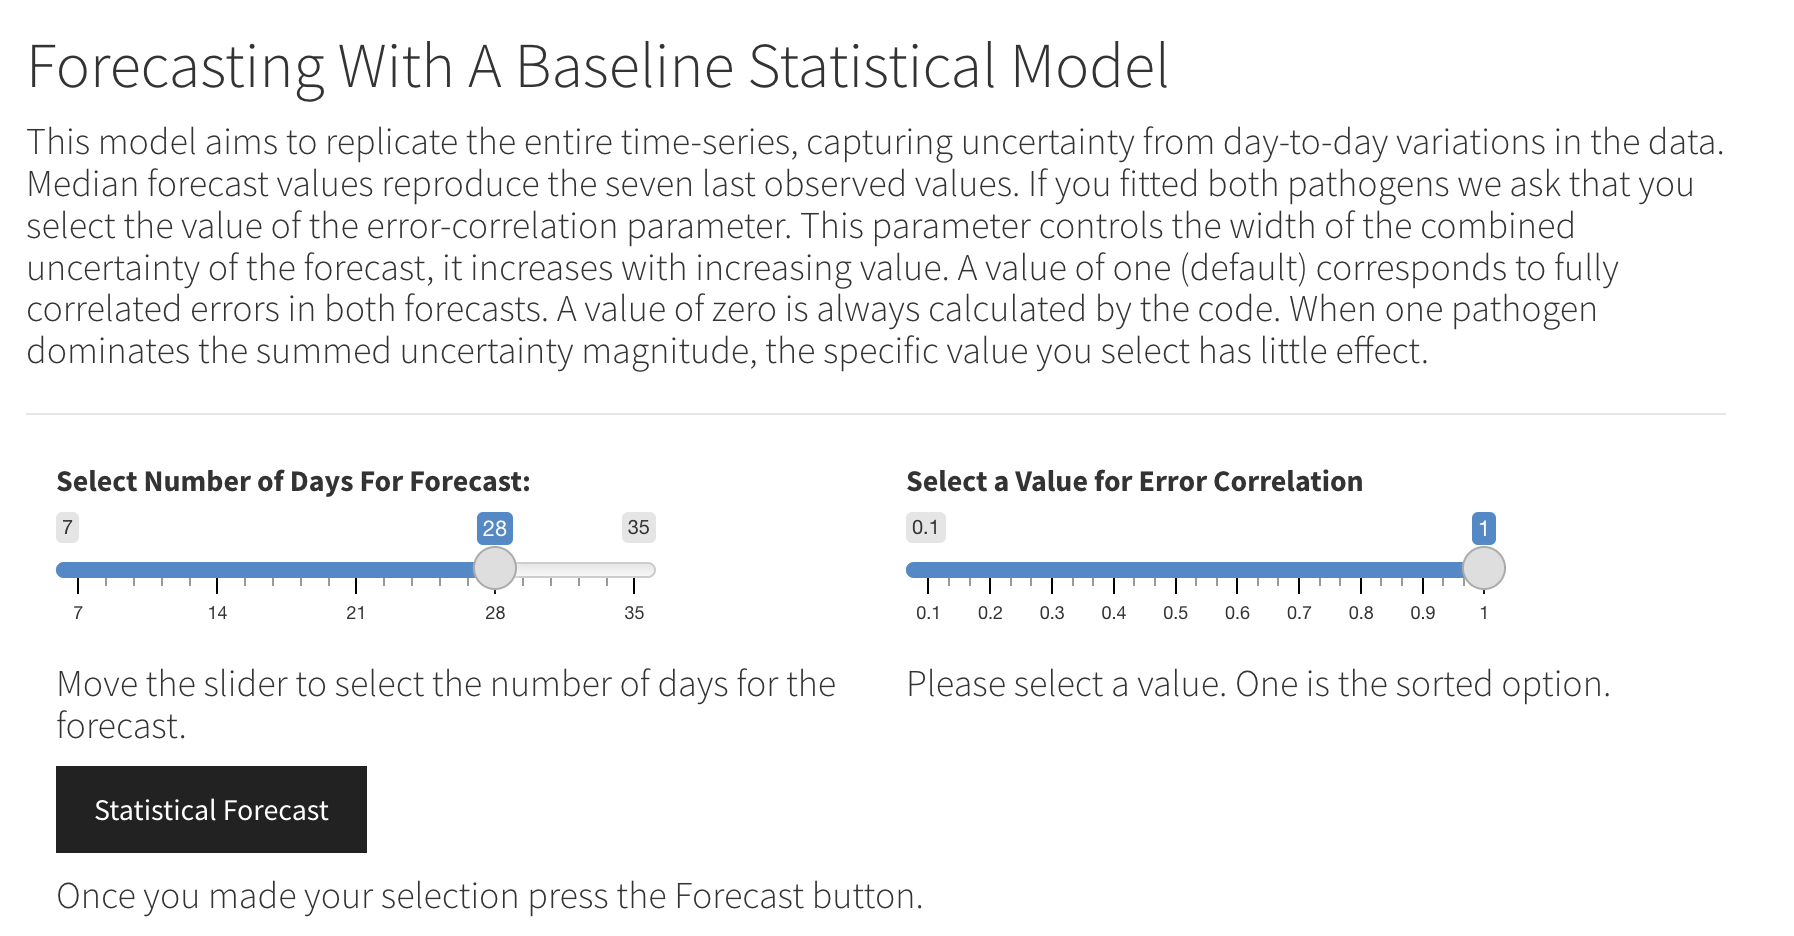 Forecasting With A Baseline Statistical Model
This model aims to replicate the entire time-series, capturing uncertainty from day-to-day variations in the data.
Median forecast values reproduce the seven last observed values. If you fitted both pathogens we ask that you
select the value of the error-correlation parameter. This parameter controls the width of the combined
uncertainty of the forecast, it increases with increasing value. A value of one (default) corresponds to fully
correlated errors in both forecasts. A value of zero is always calculated by the code. When one pathogen
dominates the summed uncertainty magnitude, the specific value you select has little effect.
Select Number of Days For Forecast:
7 28 35
7 14 21 28 35
Move the slider to select the number of days for the
forecast.
Select a Value for Error Correlation
0.1 1
0.1 0.2 0.3 0.4 0.5 0.6 0.7 0.8 0.9 1
Please select a value. One is the sorted option.
Statistical Forecast
Once you made your selection press the Forecast button.